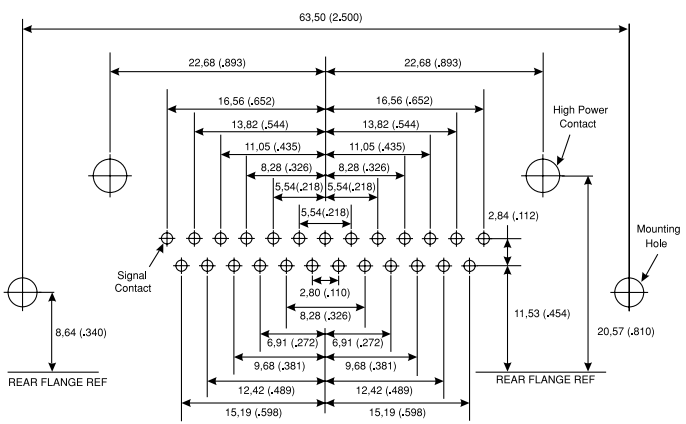 63,50 (2.500)
22,68 (.893) 22,68 (.893)
16,56 (.652) 16,56 (.652)
High Power
Contact
13,82 (.544) 13,82 (.544)
11,05 (.435) 11,05 (.435)
8,28 (.326) 8,28 (.326)
5,54(.218) 5,54(.218)
5,54(.218)
2,84 (.112)
Mounting
Hole
Signal
Contact
2,80 (.110)
8,28 (.326)
11,53 (.454)
8,64 (.340)
6,91 (.272) 6,91 (.272)
20,57 (.810)
9,68 (.381) 9,68 (.381)
REAR FLANGE REF REAR FLANGE REF
12,42 (.489) 12,42 (.489)
15,19 (.598) 15,19 (.598)